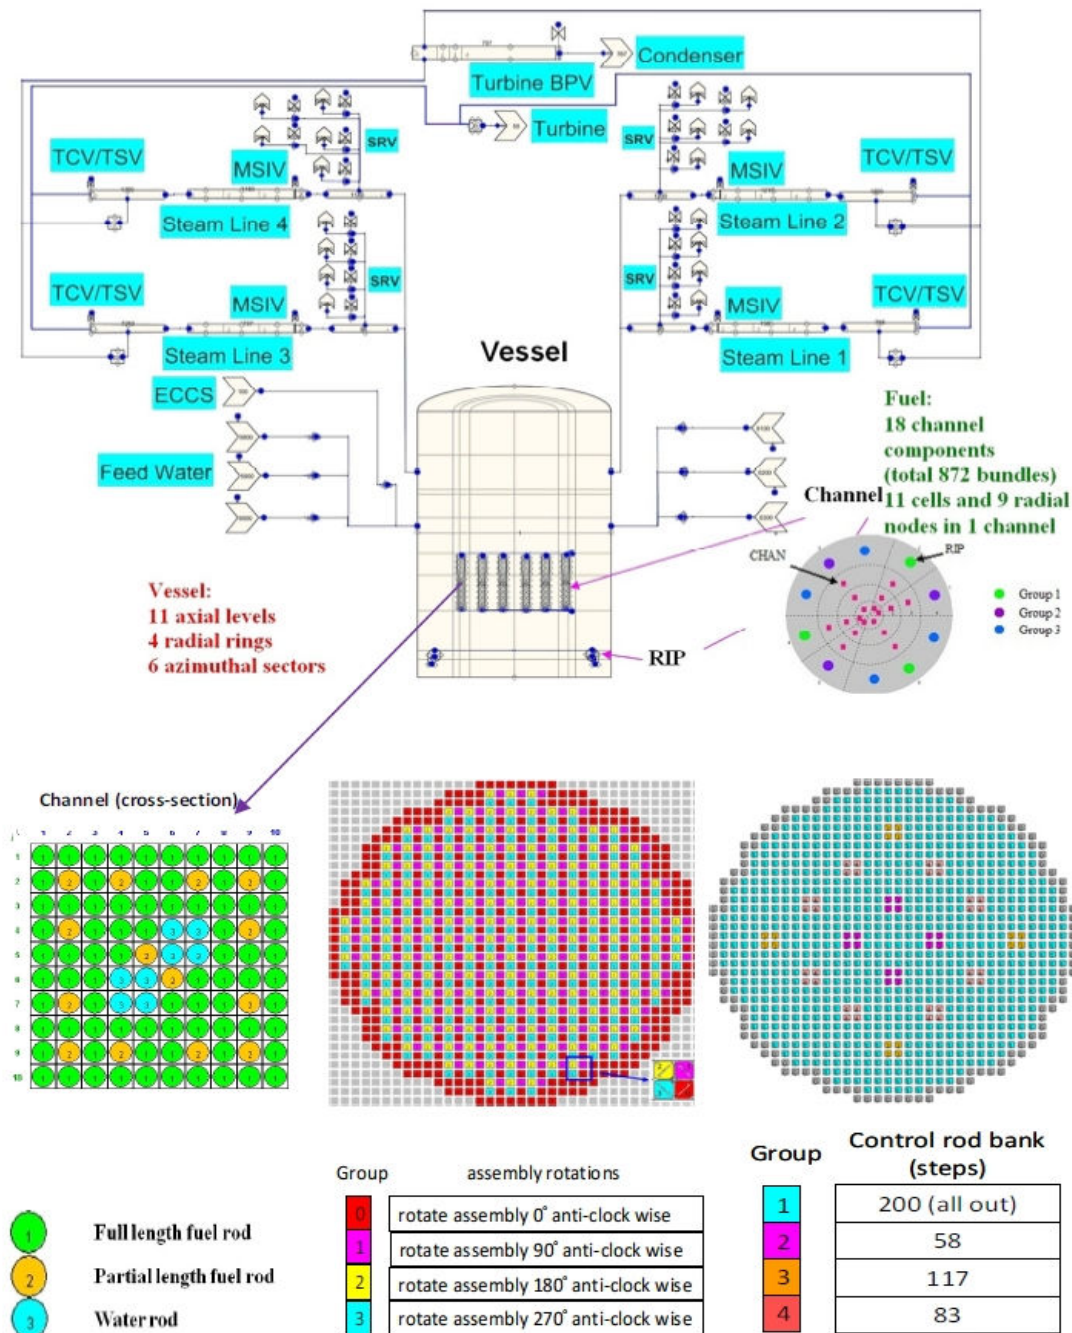 Condenser
Turbine BPV
Turbine
SRV
SRV
TCV/TSV
MSIV
MSIV
TCV/TSV
Steam Line 4
Steam Line 2
SRV
SRV
TCV/TSV
MSIV
MSIV
TCV/TSV
Steam Line 3
Vessel
Steam Line 1
ECCS
Feed Water
Fuel:
18 channel
components
(total 872 bundles)
11 cells and 9 radial
nodes in 1 channel
Channel
CHAN
RIP
Group 1
Group 2
Group 3
Vessel:
11 axial levels
4 radial rings
6 azimuthal sectors
RIP
Channel (cross-section)
Group
assembly rotations
0 rotate assembly 0° anti-clock wise
1 rotate assembly 90° anti-clock wise
2 rotate assembly 180° anti-clock wise
3 rotate assembly 270° anti-clock wise
1 Full length fuel rod
2 Partial length fuel rod
3 Water rod
Group
Control rod bank
(steps)
1 200 (all out)
2 58
3 117
4 83